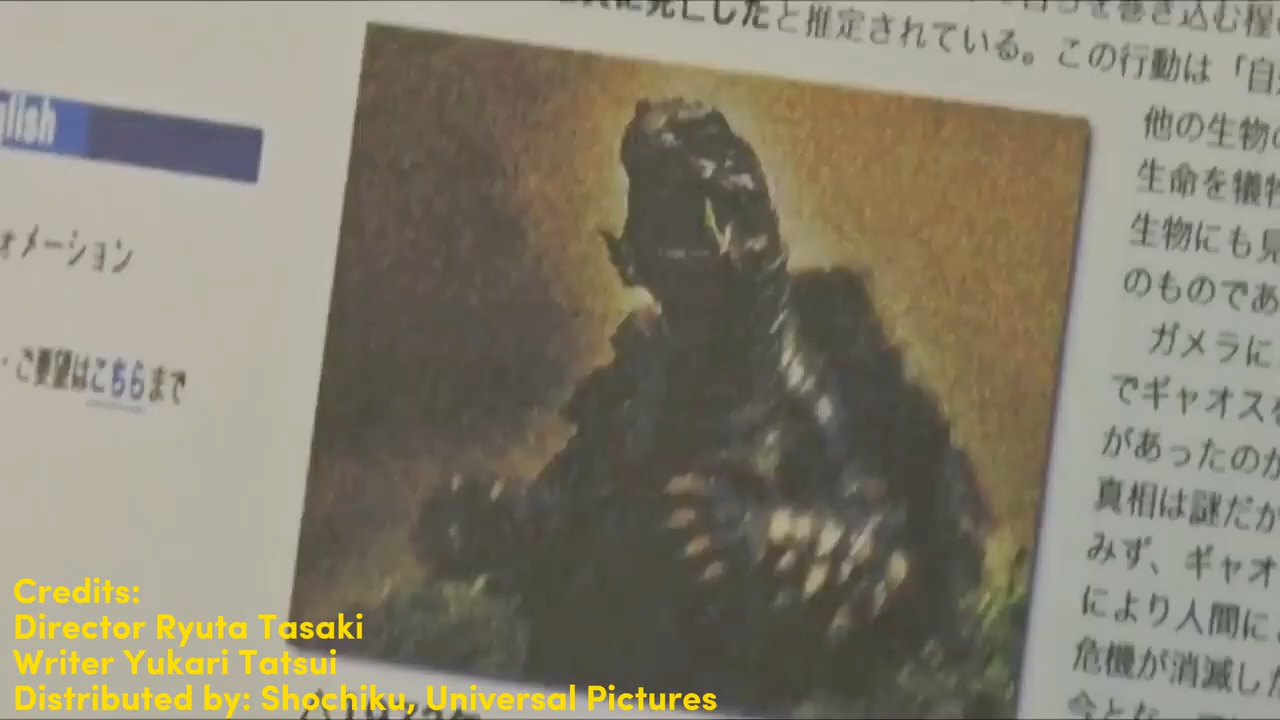 死亡したと推定されている。この行動は「自
glish
他の生物の
生命を犠牲
ォメーション
生物にも見
のものであ
ガメラに
・ご要望はこちらまで
でギャオスを
があったのか
真相は謎だが
みず、ギャオ
により人間に
危機が消滅した
Credits:
Director Ryuta Tasaki
Writer Yukari Tatsui
Distributed by: Shochiku, Universal Pictures